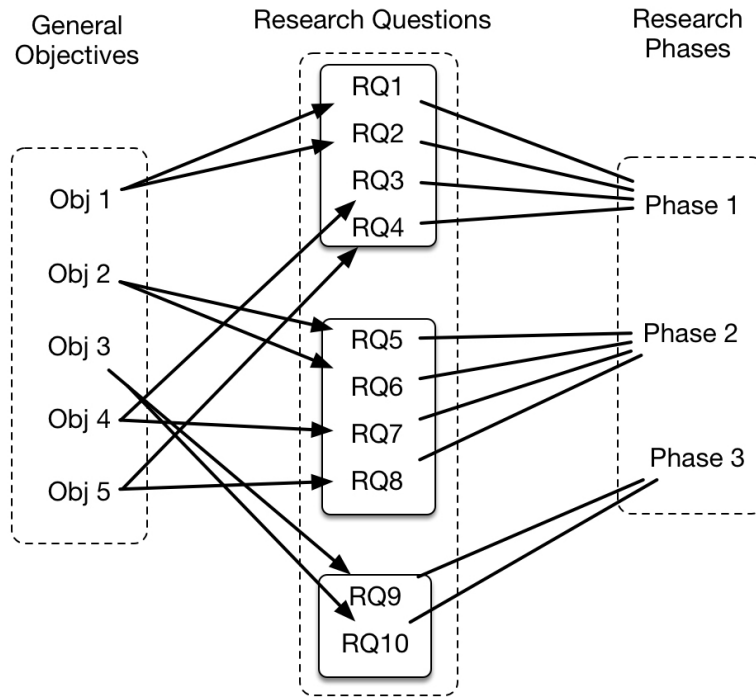 General
Objectives
Research Questions
Research
Phases
Obj 1
Obj 2
Obj 3
Obj 4
Obj 5
RQ1
RQ2
RQ3
RQ4
RQ5
RQ6
RQ7
RQ8
RQ9
RQ10
Phase 1
Phase 2
Phase 3